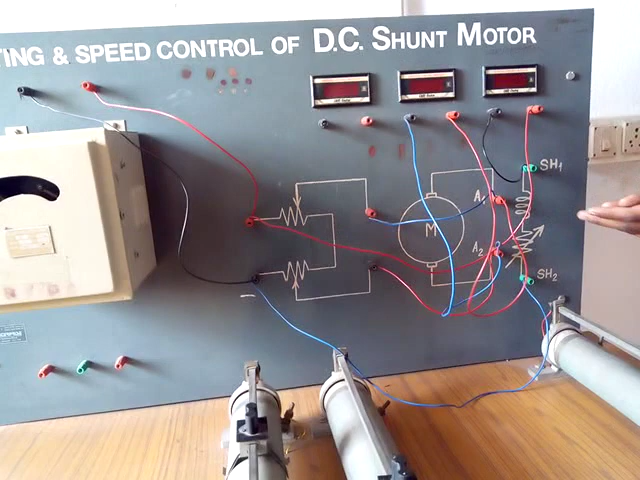 TING & SPEED CONTROL OF D.C. SHUNT MOTOR
SH1
A1
M
A2
SH2